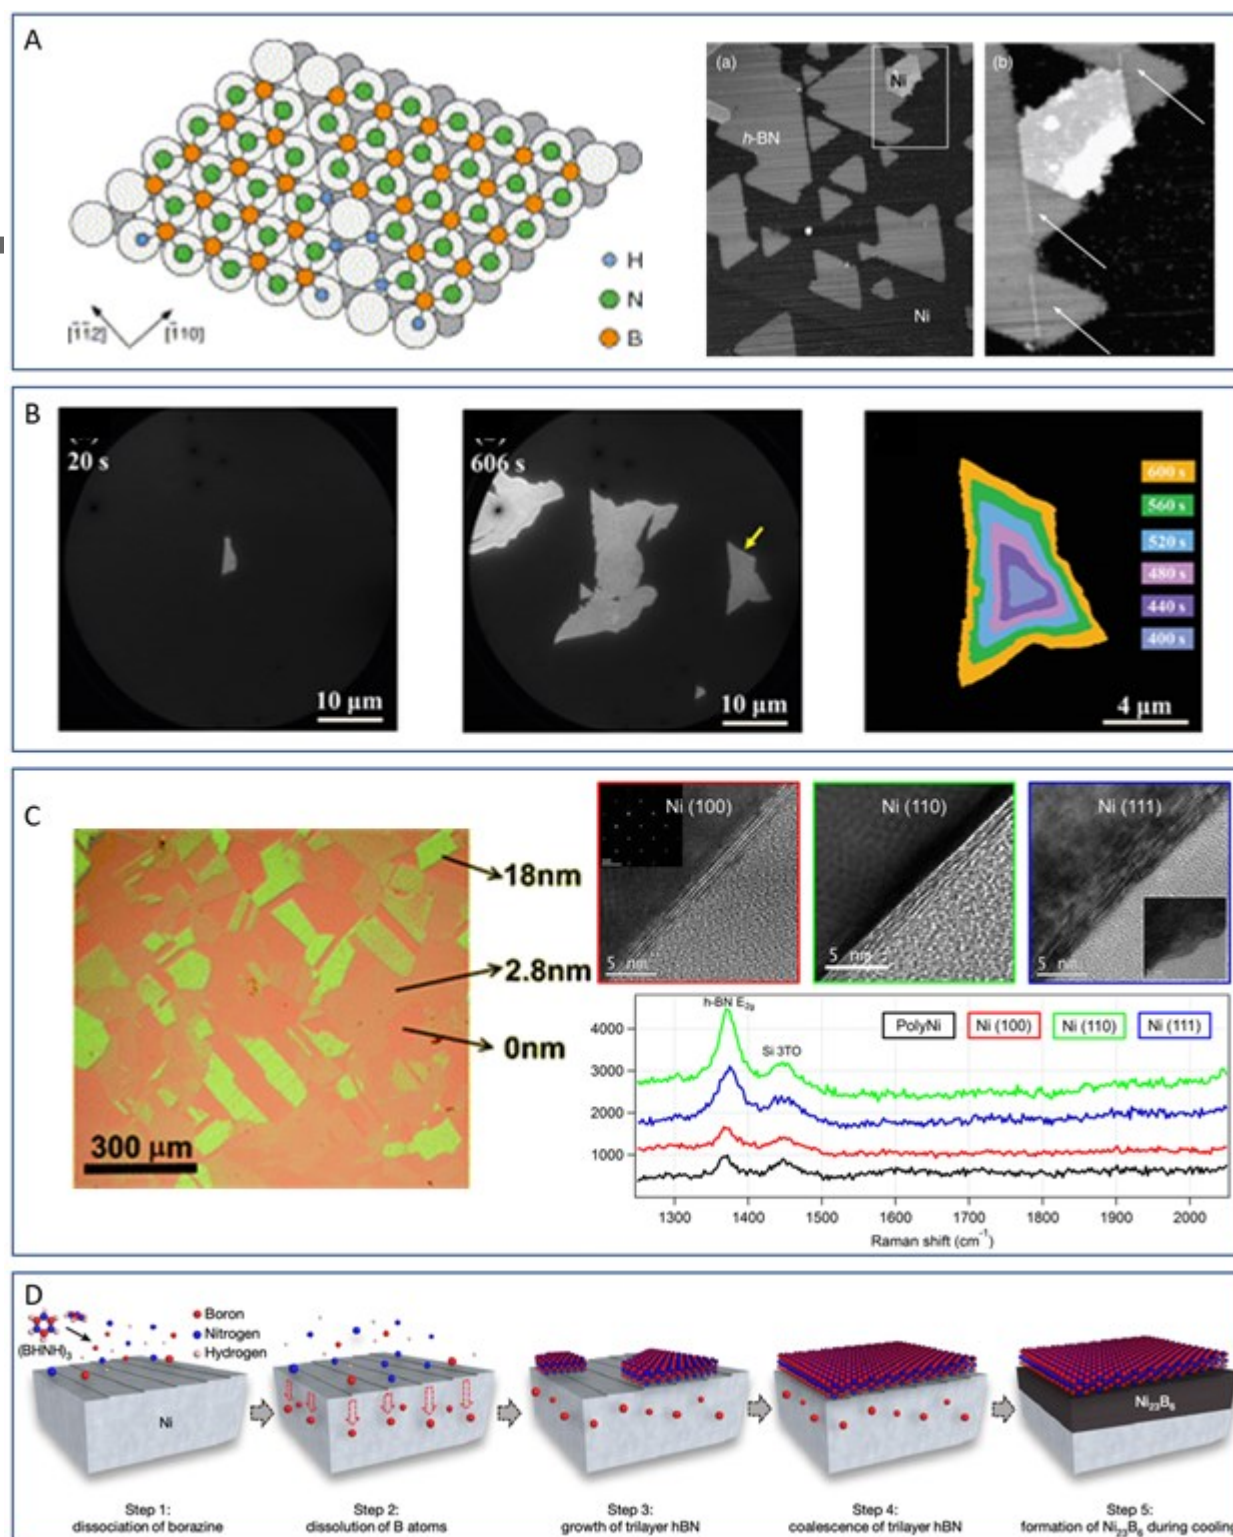 A
(a)
Ni
h-BN
Ni
(b)
H
N
B
[1̄1̄2]
[1̄10]
B
20 s
10 μm
606 s
10 μm
600 s
560 s
520 s
480 s
440 s
400 s
4 μm
C
18nm
2.8nm
0nm
300 μm
Ni (100)
5 nm
Ni (110)
5 nm
Ni (111)
5 nm
h-BN E2g
Si 3TO
PolyNi
Ni (100)
Ni (110)
Ni (111)
4000
3000
2000
1000
1300 1400 1500 1600 1700 1800 1900 2000
Raman shift (cm⁻¹)
D
(BHNH)3
Boron
Nitrogen
Hydrogen
Ni
Ni23B6
Step 1:
dissociation of borazine
Step 2:
dissolution of B atoms
Step 3:
growth of trilayer hBN
Step 4:
coalescence of trilayer hBN
Step 5:
formation of Ni23B6 during cooling